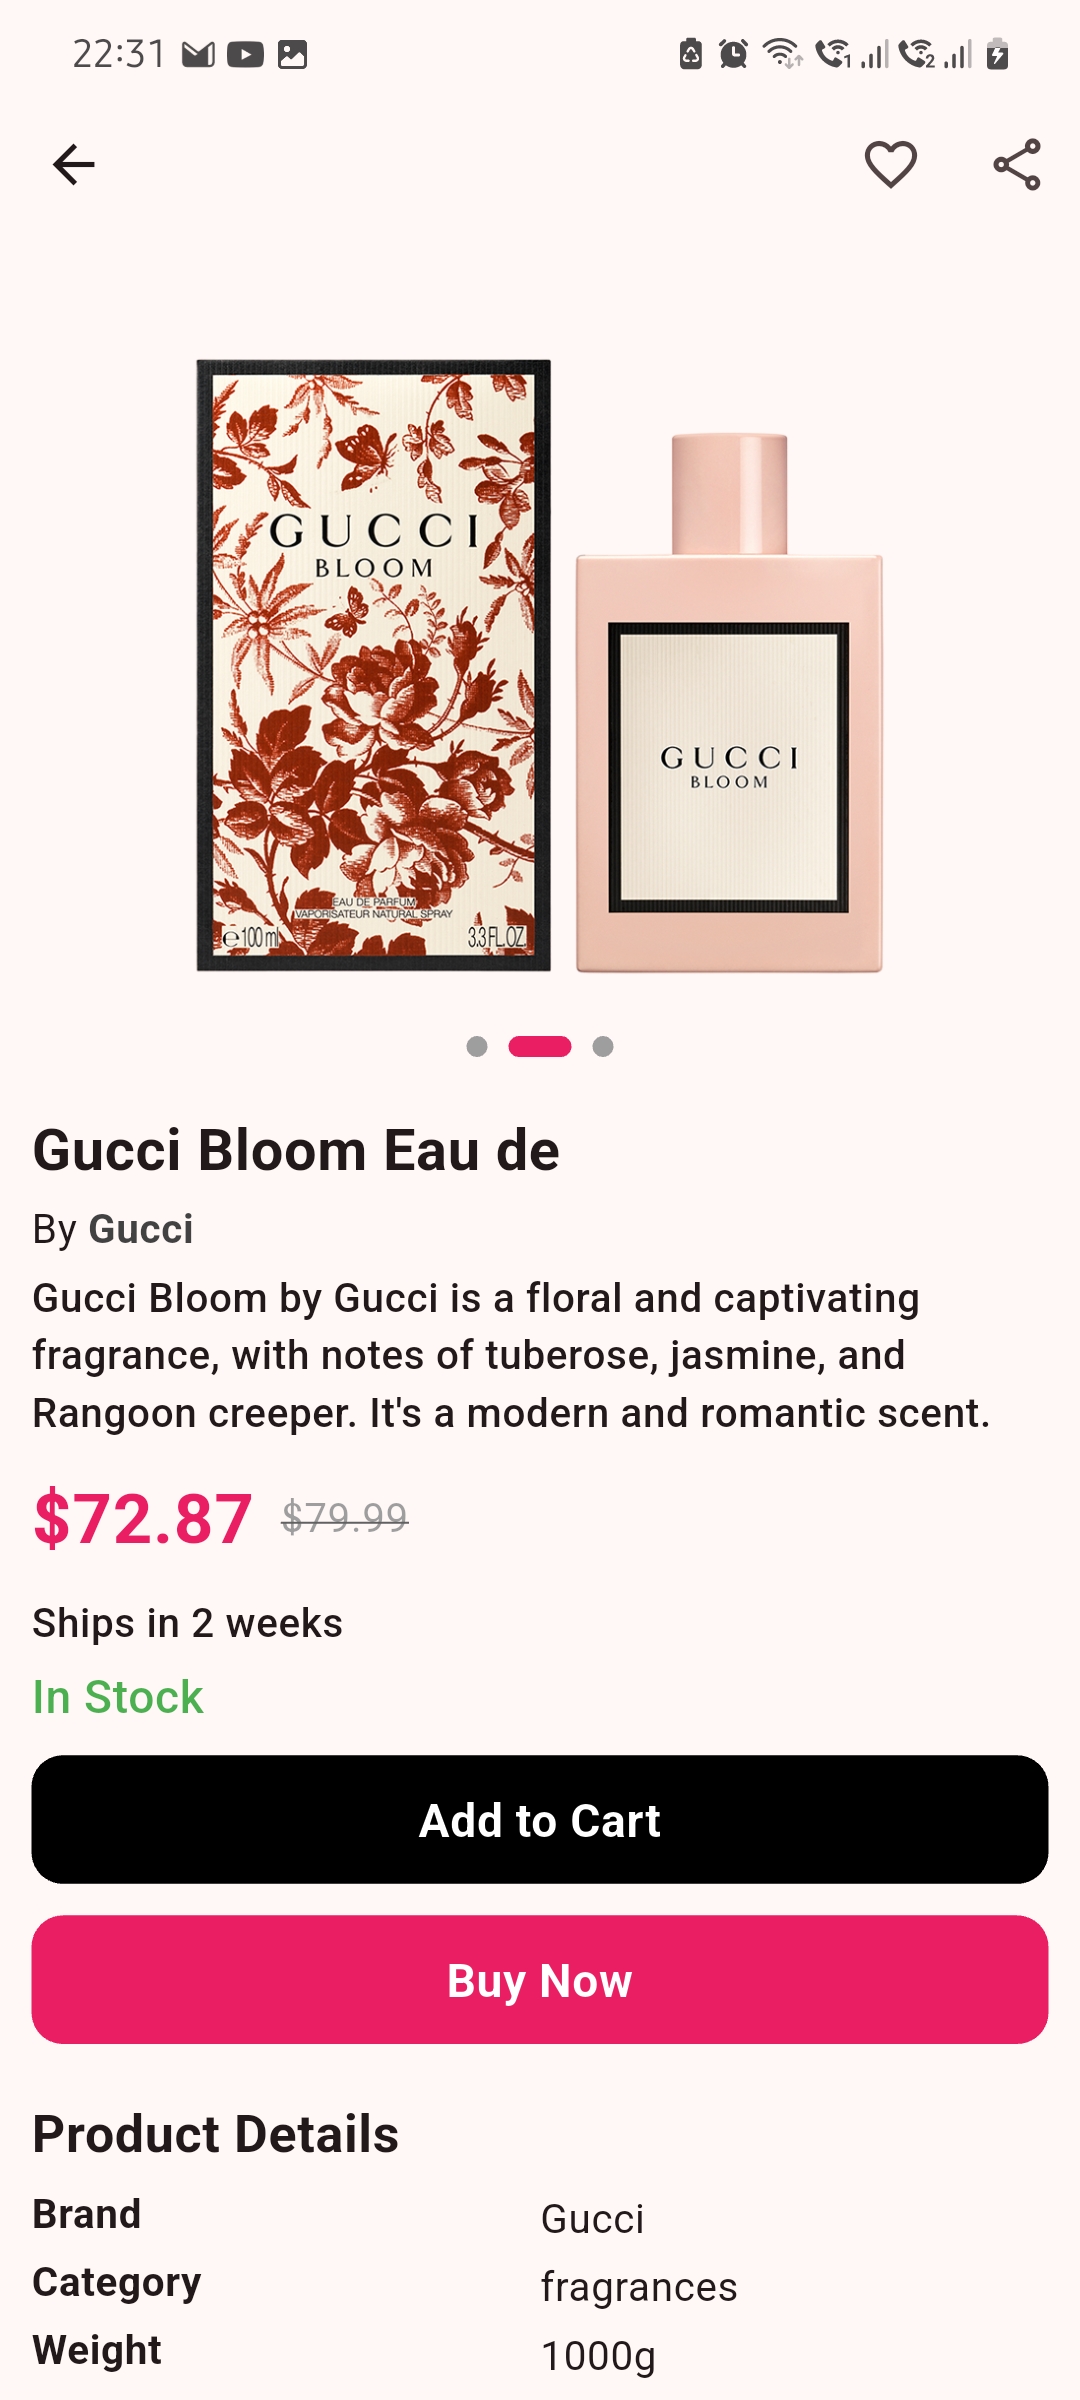 22:31
1
2
GUCCI
BLOOM
EAU DE PARFUM
VAPORISATEUR NATURAL SPRAY
e100 ml
3.3 FL.OZ.
GUCCI
BLOOM
Gucci Bloom Eau de
By Gucci
Gucci Bloom by Gucci is a floral and captivating
fragrance, with notes of tuberose, jasmine, and
Rangoon creeper. It's a modern and romantic scent.
$72.87 $79.99
Ships in 2 weeks
In Stock
Add to Cart
Buy Now
Product Details
Brand Gucci
Category fragrances
Weight 1000g